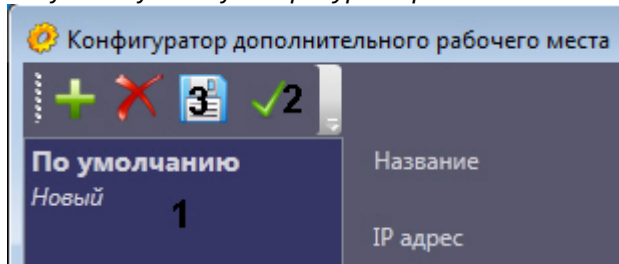 Конфигуратор дополнительного рабочего места
3 2
По умолчанию
Новый
1
Название
IP адрес